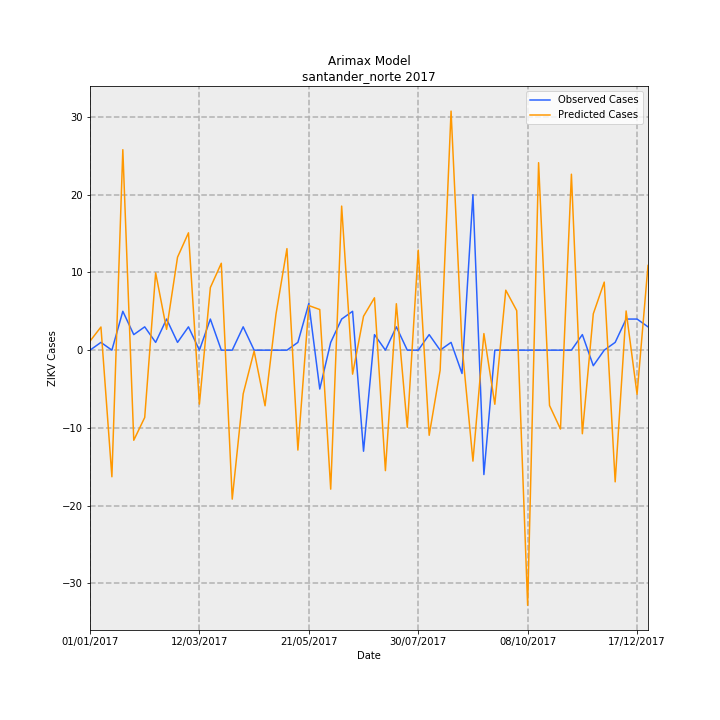 Arimax Model
santander_norte 2017
Observed Cases
Predicted Cases
ZIKV Cases
30
20
10
0
−10
−20
−30
01/01/2017
12/03/2017
21/05/2017
30/07/2017
08/10/2017
17/12/2017
Date